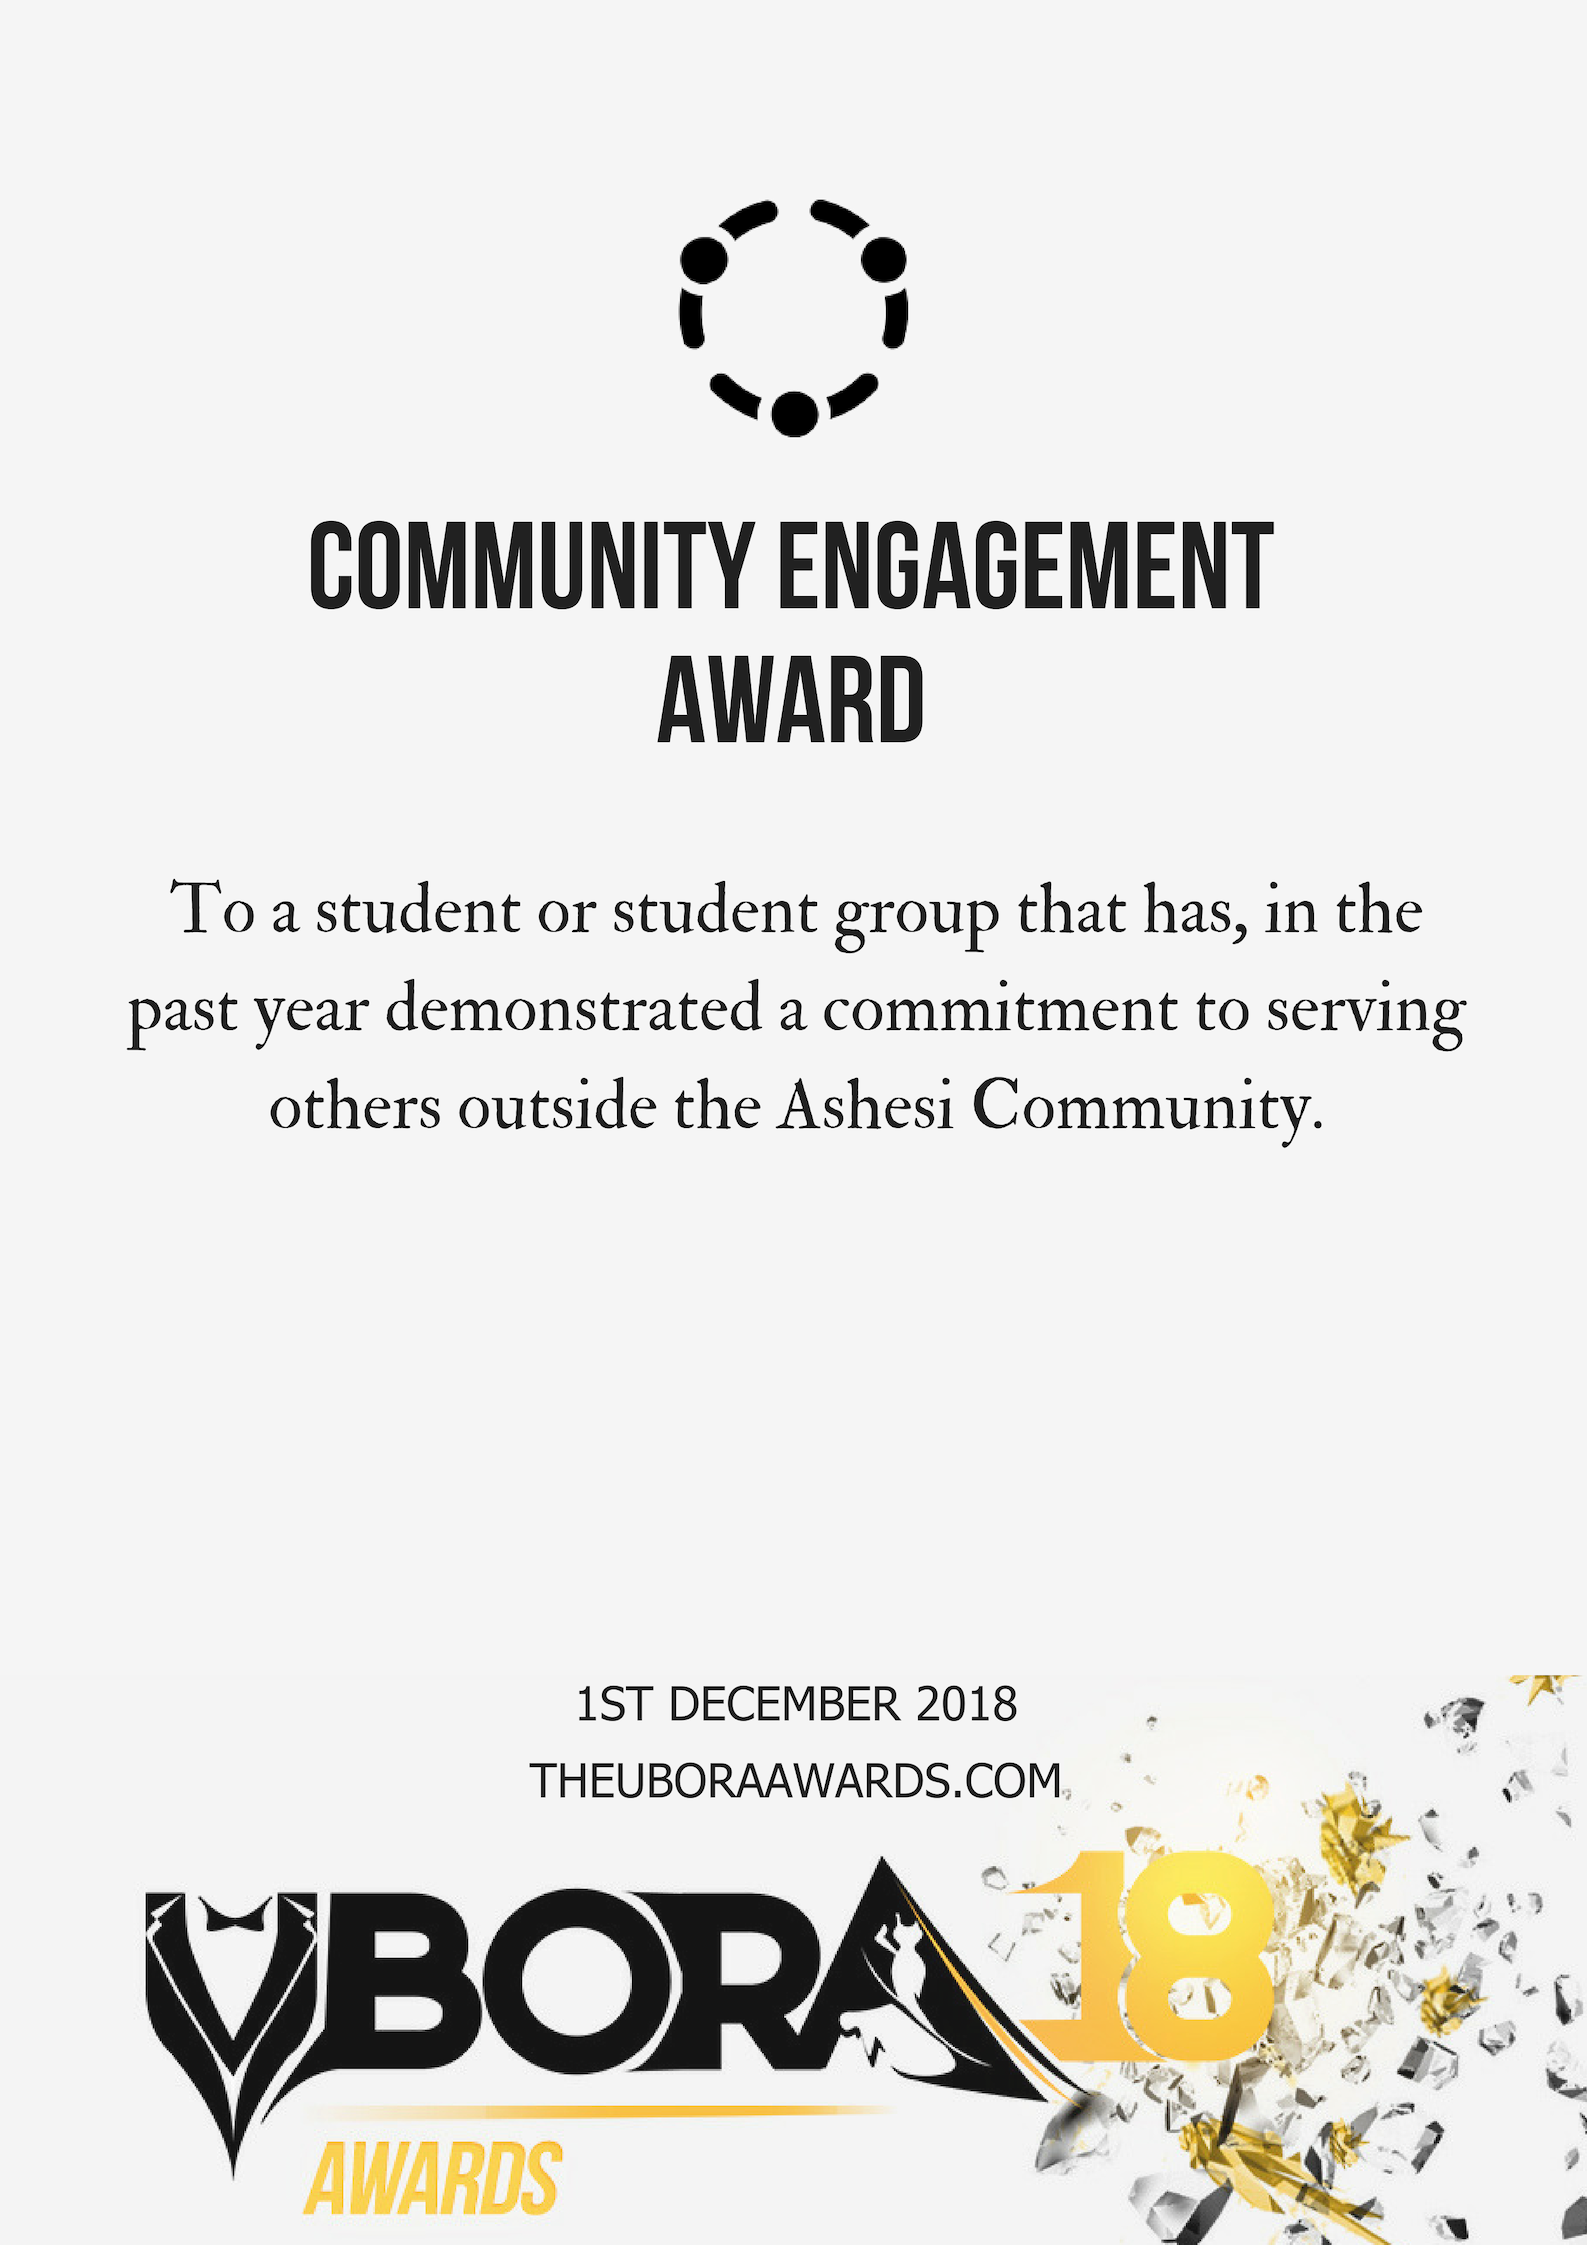 COMMUNITY ENGAGEMENT
AWARD
To a student or student group that has, in the
past year demonstrated a commitment to serving
others outside the Ashesi Community.
1ST DECEMBER 2018
THEUBORAAWARDS.COM
UBORA 18
AWARDS